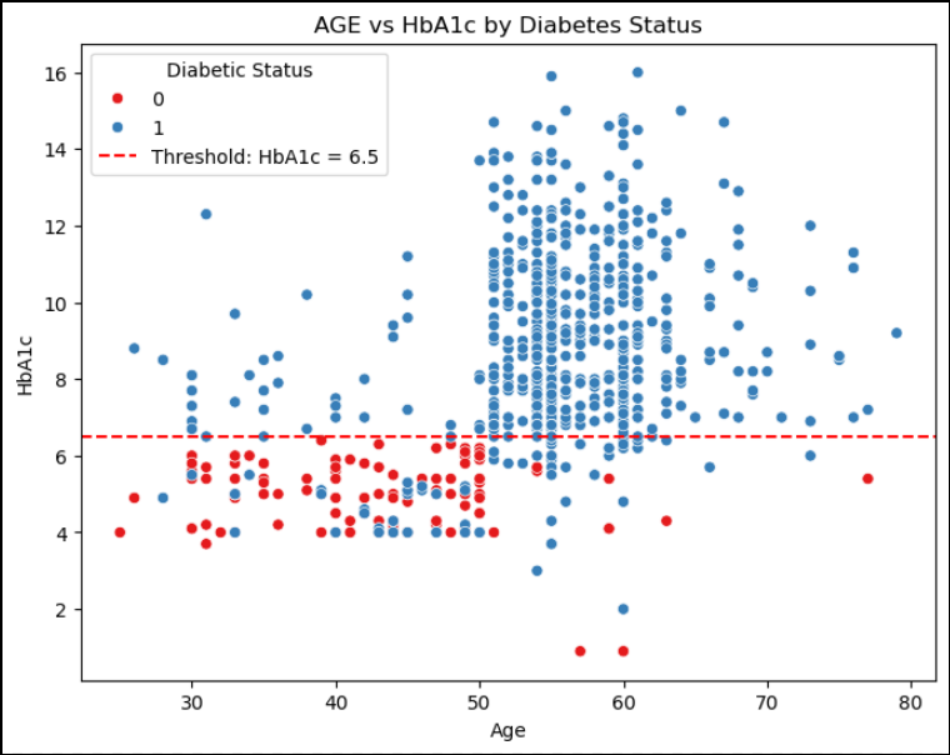 AGE vs HbA1c by Diabetes Status
Diabetic Status
0
1
Threshold: HbA1c = 6.5
16
14
12
10
8
6
4
2
HbA1c
30 40 50 60 70 80
Age